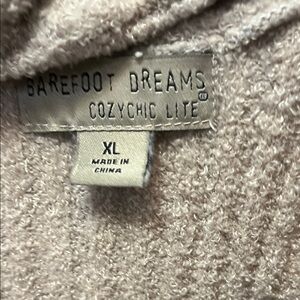 BAREFOOT DREAMS®
COZYCHIC LITE
XL
MADE IN
CHINA